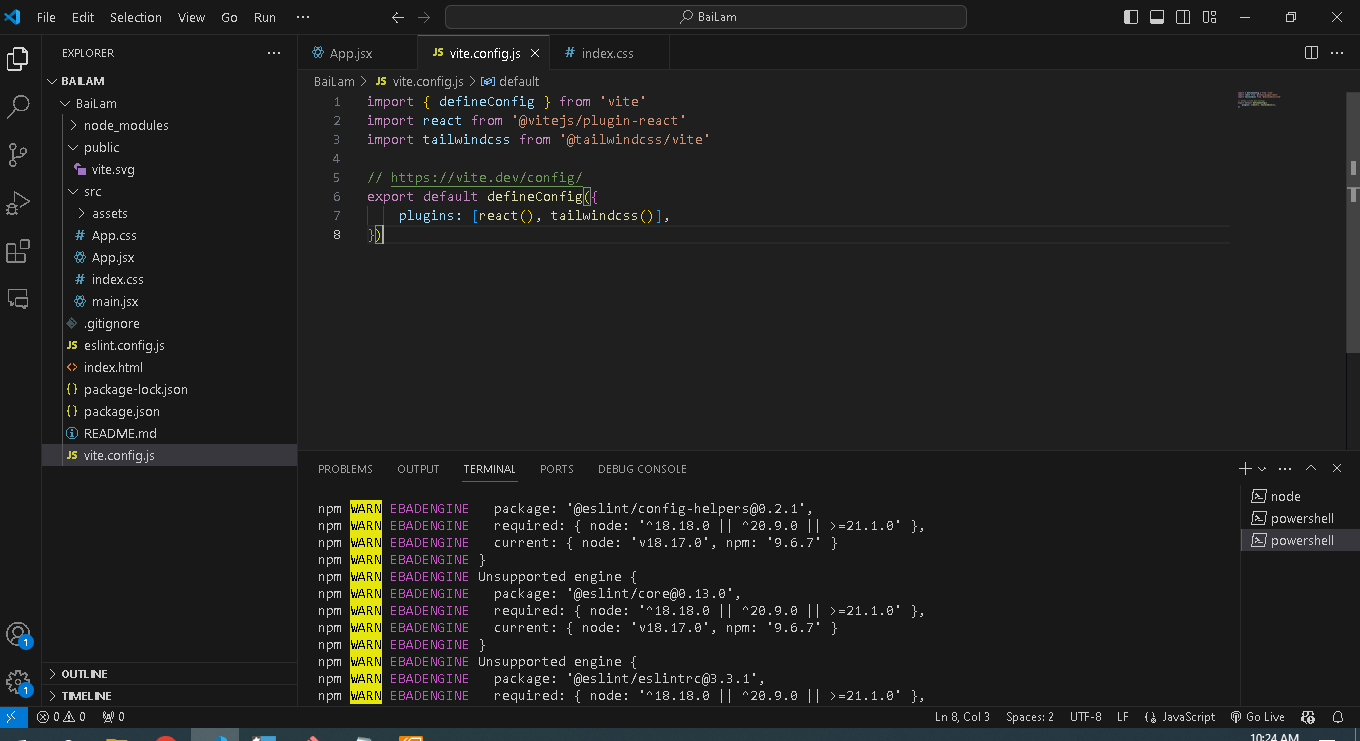 File Edit Selection View Go Run ···
BaiLam
EXPLORER
BAILAM
BaiLam
node_modules
public
vite.svg
src
assets
# App.css
App.jsx
# index.css
main.jsx
.gitignore
JS eslint.config.js
<> index.html
{} package-lock.json
{} package.json
README.md
JS vite.config.js
OUTLINE
TIMELINE
App.jsx
JS vite.config.js
# index.css
BaiLam > JS vite.config.js > default
1 import { defineConfig } from 'vite'
2 import react from '@vitejs/plugin-react'
3 import tailwindcss from '@tailwindcss/vite'
4
5 // https://vite.dev/config/
6 export default defineConfig({
7 plugins: [react(), tailwindcss()],
8 })
PROBLEMS OUTPUT TERMINAL PORTS DEBUG CONSOLE
npm WARN EBADENGINE package: '@eslint/config-helpers@0.2.1',
npm WARN EBADENGINE required: { node: '^18.18.0 || ^20.9.0 || >=21.1.0' },
npm WARN EBADENGINE current: { node: 'v18.17.0', npm: '9.6.7' }
npm WARN EBADENGINE }
npm WARN EBADENGINE Unsupported engine {
npm WARN EBADENGINE package: '@eslint/core@0.13.0',
npm WARN EBADENGINE required: { node: '^18.18.0 || ^20.9.0 || >=21.1.0' },
npm WARN EBADENGINE current: { node: 'v18.17.0', npm: '9.6.7' }
npm WARN EBADENGINE }
npm WARN EBADENGINE Unsupported engine {
npm WARN EBADENGINE package: '@eslint/eslintrc@3.3.1',
npm WARN EBADENGINE required: { node: '^18.18.0 || ^20.9.0 || >=21.1.0' },
node
powershell
powershell
1
1
0 0 0
Ln 8, Col 3 Spaces: 2 UTF-8 LF {} JavaScript Go Live
10:24 AM